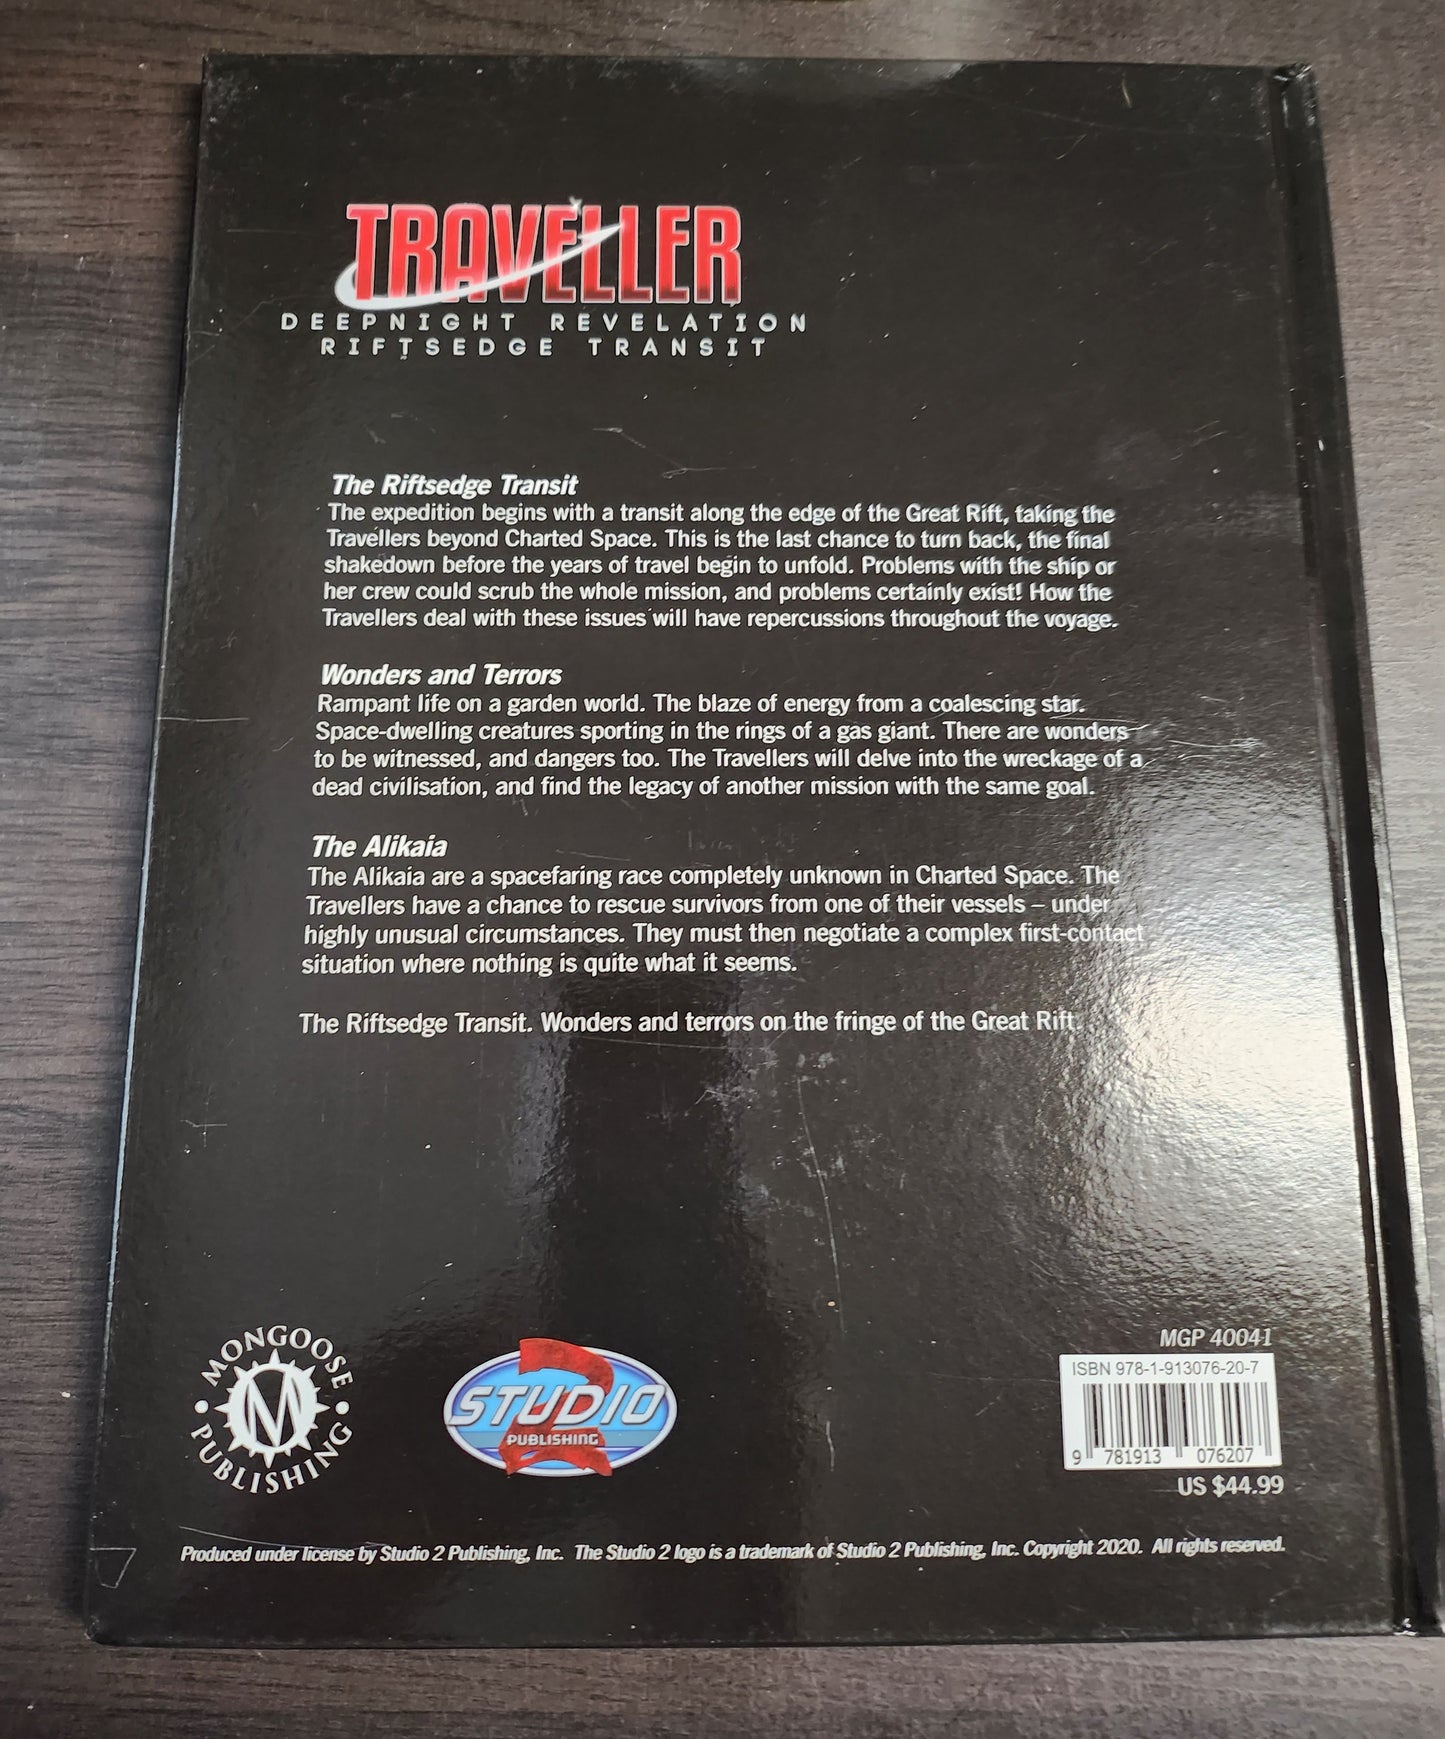 TRAVELLER
DEEPNIGHT REVELATION
RIFTSEDGE TRANSIT
The Riftsedge Transit
The expedition begins with a transit along the edge of the Great Rift, taking the
Travellers beyond Charted Space. This is the last chance to turn back, the final
shakedown before the years of travel begin to unfold. Problems with the ship or
her crew could scrub the whole mission, and problems certainly exist! How the
Travellers deal with these issues will have repercussions throughout the voyage.
Wonders and Terrors
Rampant life on a garden world. The blaze of energy from a coalescing star.
Space-dwelling creatures sporting in the rings of a gas giant. There are wonders
to be witnessed, and dangers too. The Travellers will delve into the wreckage of a
dead civilisation, and find the legacy of another mission with the same goal.
The Alikaia
The Alikaia are a spacefaring race completely unknown in Charted Space. The
Travellers have a chance to rescue survivors from one of their vessels – under
highly unusual circumstances. They must then negotiate a complex first-contact
situation where nothing is quite what it seems.
The Riftsedge Transit. Wonders and terrors on the fringe of the Great Rift.
MONGOOSE
M
PUBLISHING
2
STUDIO
PUBLISHING
MGP 40041
ISBN 978-1-913076-20-7
9 781913 076207
US $44.99
Produced under license by Studio 2 Publishing, Inc. The Studio 2 logo is a trademark of Studio 2 Publishing, Inc. Copyright 2020. All rights reserved.